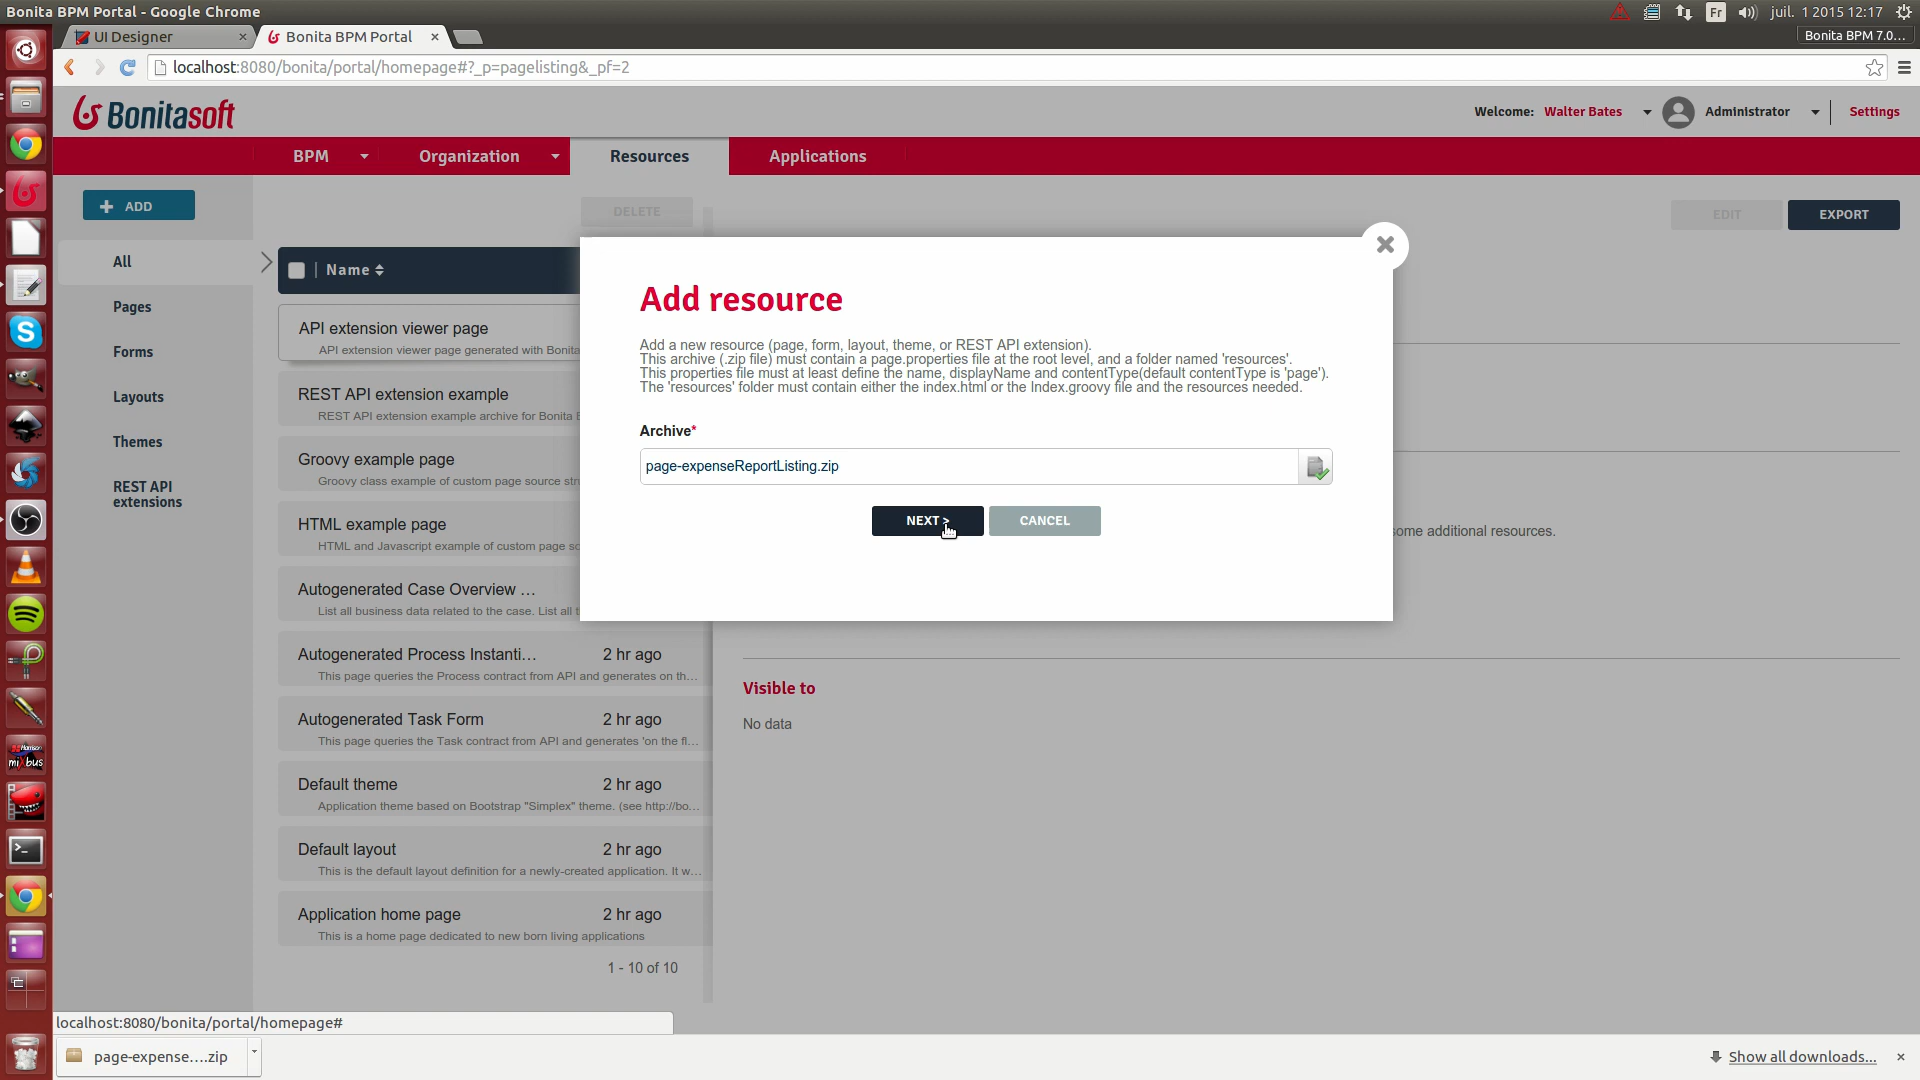 Bonita BPM Portal - Google Chrome
Fr
juil. 1 2015 12:17
UI Designer
Bonita BPM Portal
Bonita BPM 7.0...
localhost:8080/bonita/portal/homepage#?_p=pagelisting&_pf=2
Bonitasoft
Welcome: Walter Bates
Administrator
Settings
BPM
Organization
Resources
Applications
ADD
DELETE
EDIT
EXPORT
All
Pages
Forms
Layouts
Themes
REST API
extensions
Name
API extension viewer page
API extension viewer page generated with Bonita
REST API extension example
REST API extension example archive for Bonita
Groovy example page
Groovy class example of custom page source
HTML example page
HTML and Javascript example of custom page
Autogenerated Case Overview ...
List all business data related to the case. List all
Autogenerated Process Instanti...
2 hr ago
This page queries the Process contract from API and generates on th...
Autogenerated Task Form
2 hr ago
This page queries the Task contract from API and generates 'on the fl...
Default theme
2 hr ago
Application theme based on Bootstrap "Simplex" theme. (see http://bo...
Default layout
2 hr ago
This is the default layout definition for a newly-created application. It w...
Application home page
2 hr ago
This is a home page dedicated to new born living applications
1 - 10 of 10
Add resource
Add a new resource (page, form, layout, theme, or REST API extension).
This archive (.zip file) must contain a page.properties file at the root level, and a folder named 'resources'.
This properties file must at least define the name, displayName and contentType(default contentType is 'page').
The 'resources' folder must contain either the index.html or the Index.groovy file and the resources needed.
Archive*
page-expenseReportListing.zip
NEXT >
CANCEL
some additional resources.
Visible to
No data
mixbus
localhost:8080/bonita/portal/homepage#
page-expense....zip
Show all downloads...